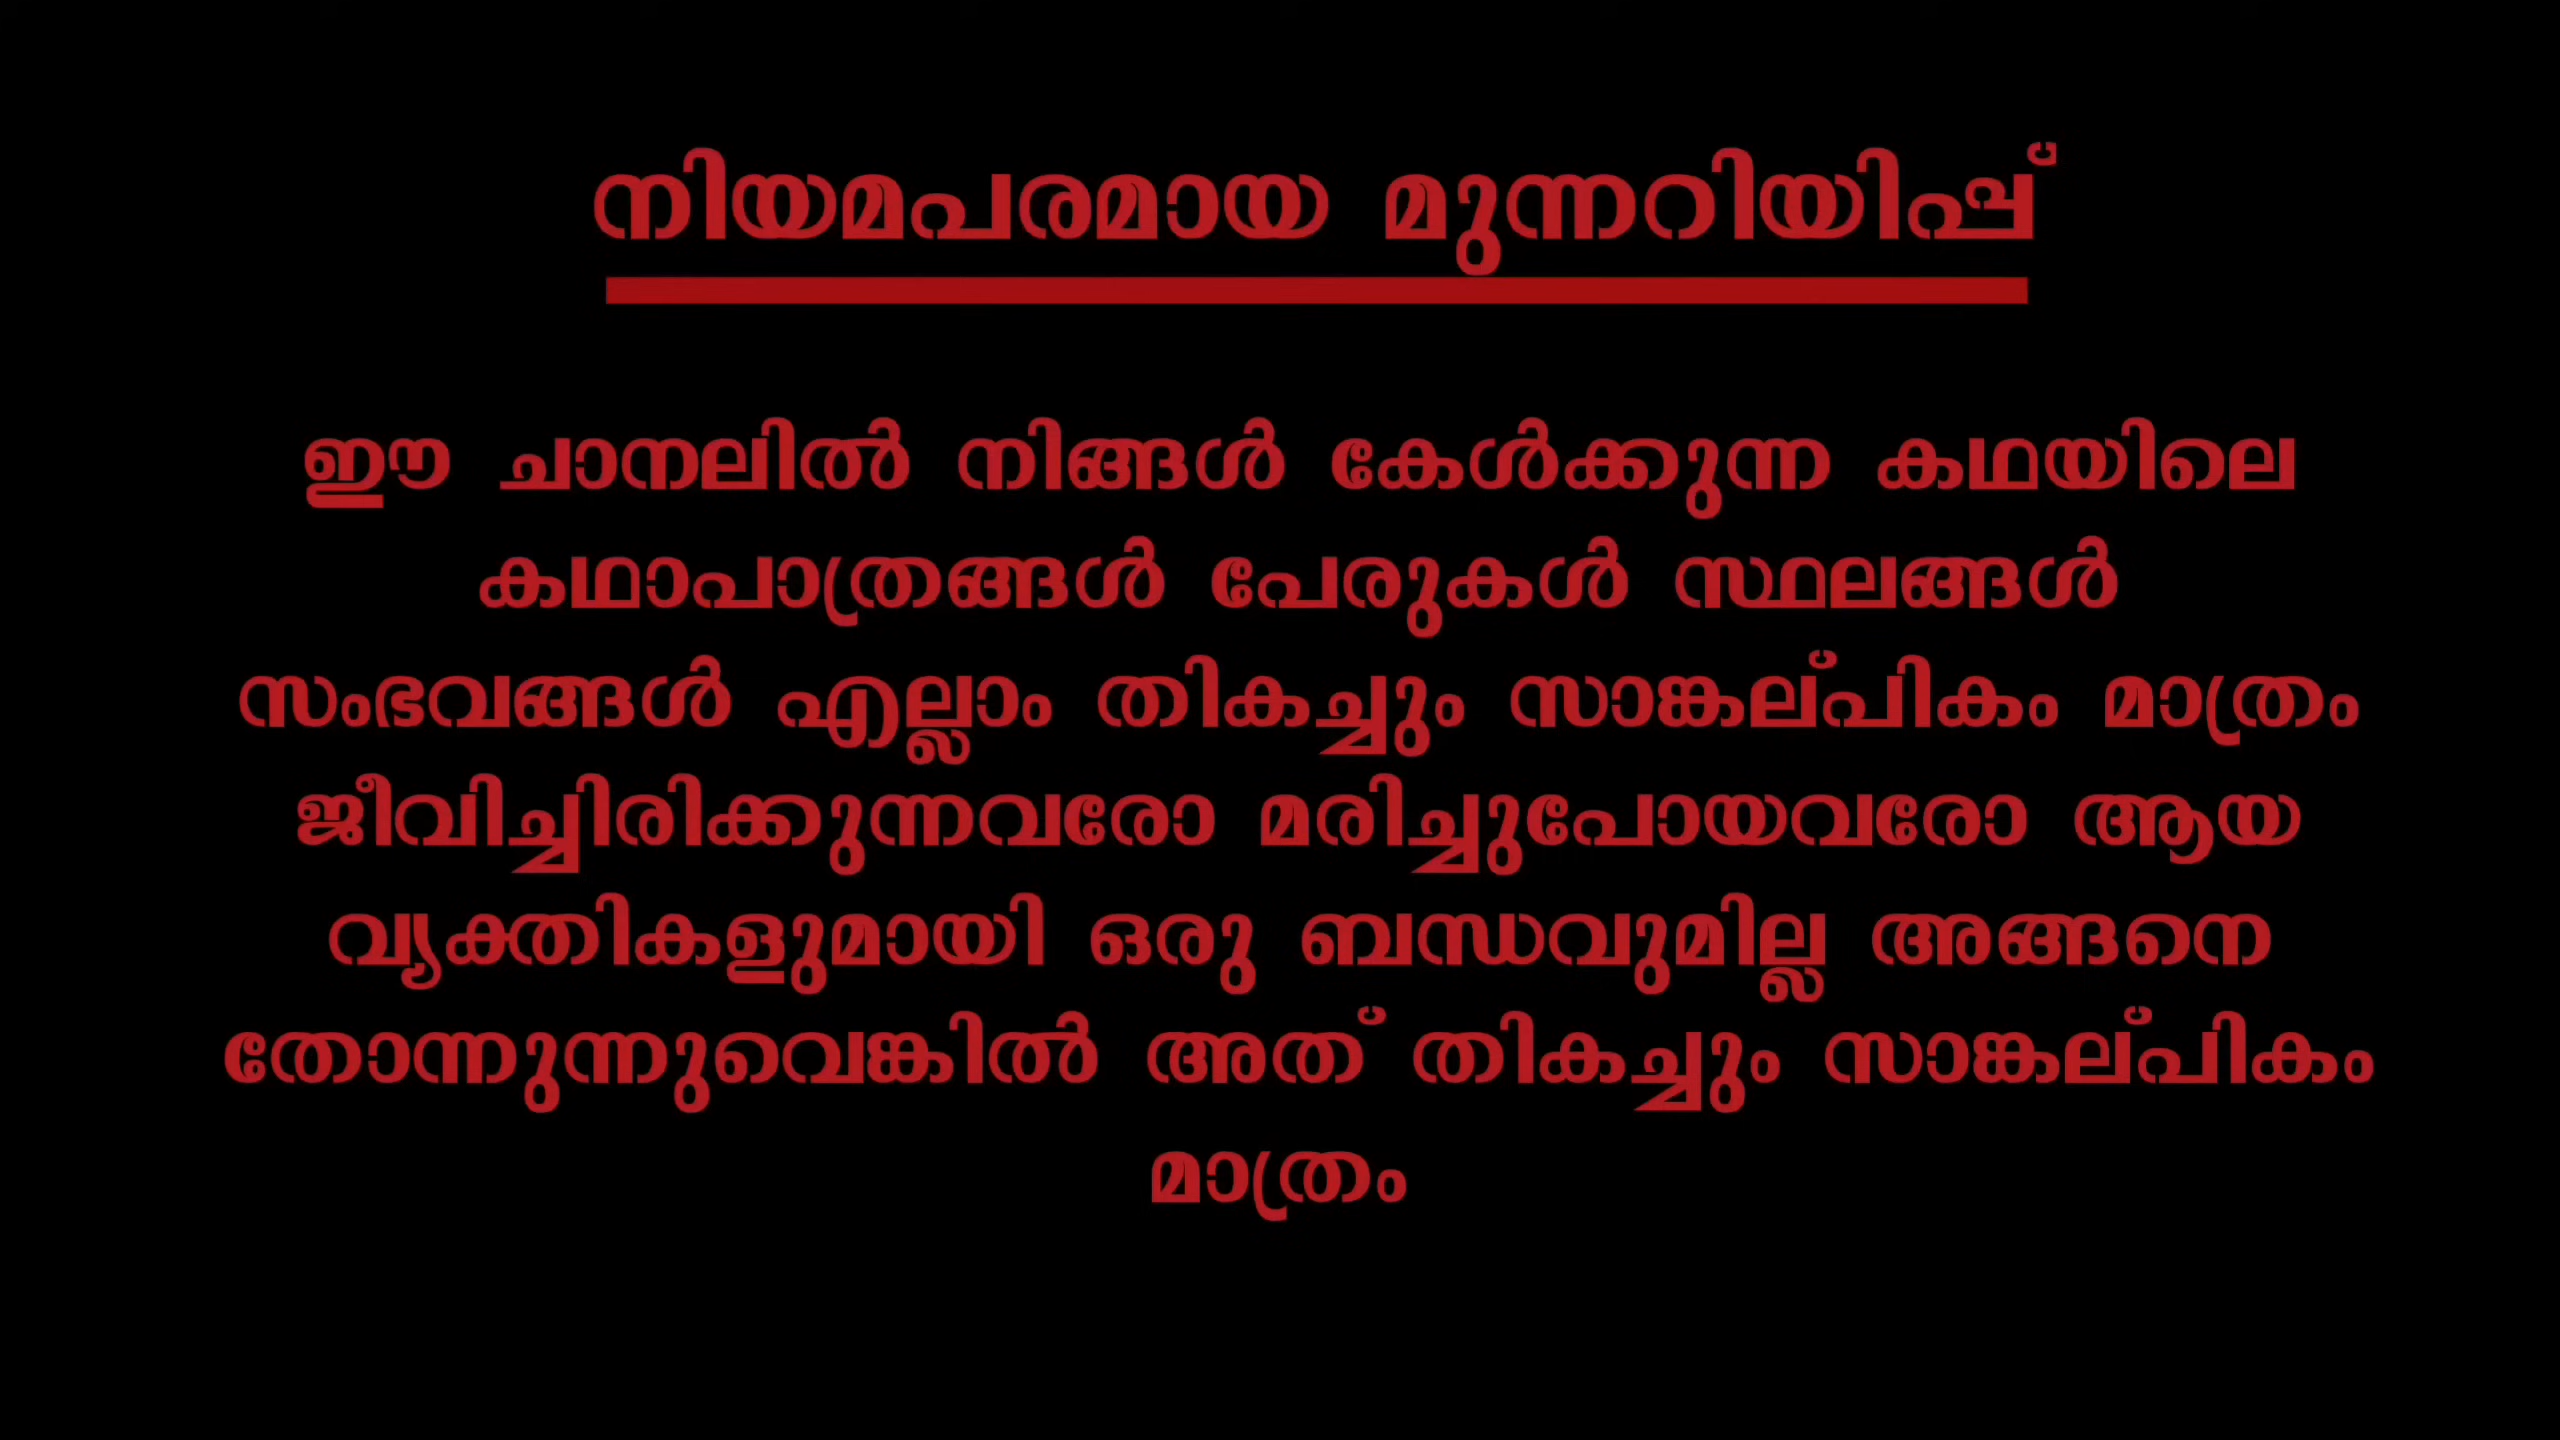 നിയമപരമായ മുന്നറിയിപ്പ്
ഈ ചാനലിൽ നിങ്ങൾ കേൾക്കുന്ന കഥയിലെ
കഥാപാത്രങ്ങൾ പേരുകൾ സ്ഥലങ്ങൾ
സംഭവങ്ങൾ എല്ലാം തികച്ചും സാങ്കല്പികം മാത്രം
ജീവിച്ചിരിക്കുന്നവരോ മരിച്ചുപോയവരോ ആയ
വ്യക്തികളുമായി ഒരു ബന്ധവുമില്ല അങ്ങനെ
തോന്നുന്നുവെങ്കിൽ അത് തികച്ചും സാങ്കല്പികം
മാത്രം